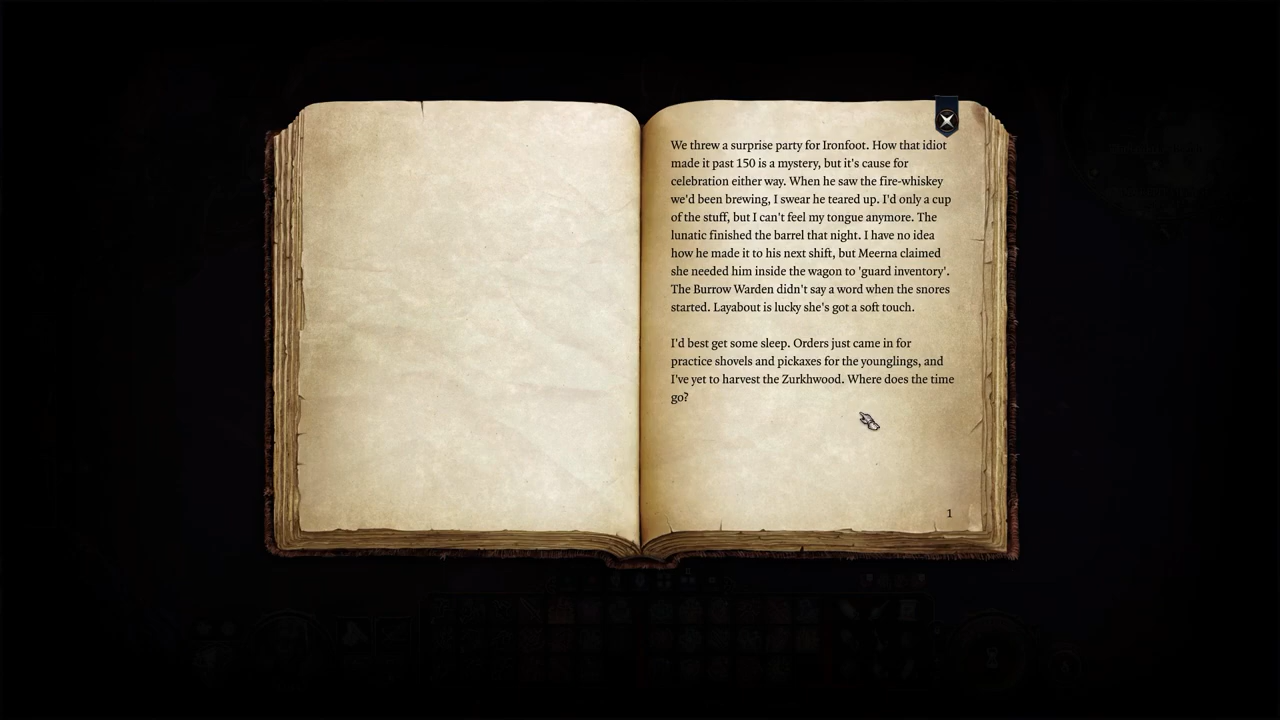 We threw a surprise party for Ironfoot. How that idiot
made it past 150 is a mystery, but it's cause for
celebration either way. When he saw the fire-whiskey
we'd been brewing, I swear he teared up. I'd only a cup
of the stuff, but I can't feel my tongue anymore. The
lunatic finished the barrel that night. I have no idea
how he made it to his next shift, but Meerna claimed
she needed him inside the wagon to 'guard inventory'.
The Burrow Warden didn't say a word when the snores
started. Layabout is lucky she's got a soft touch.
I'd best get some sleep. Orders just came in for
practice shovels and pickaxes for the younglings, and
I've yet to harvest the Zurkhwood. Where does the time
go?
1